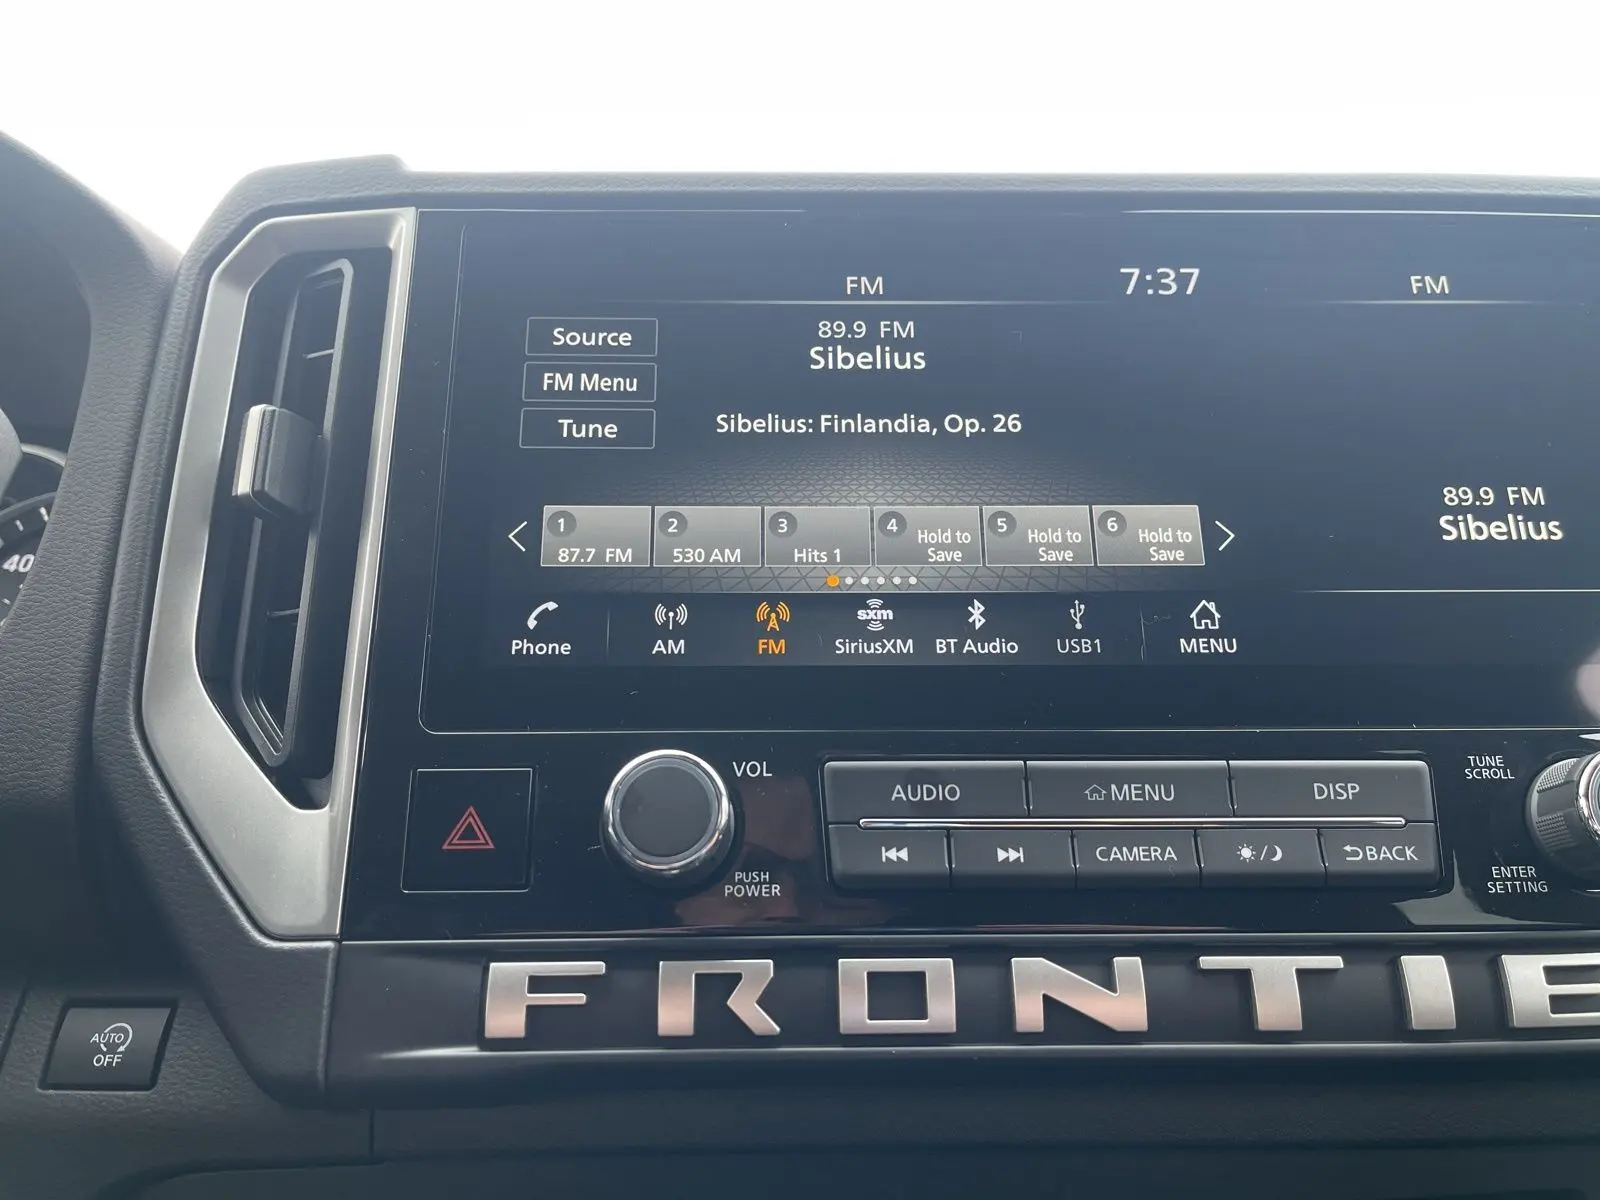 FM
7:37
FM
Source
89.9 FM
Sibelius
FM Menu
Tune
Sibelius: Finlandia, Op. 26
89.9 FM
Sibelius
1
87.7 FM
2
530 AM
3
Hits 1
4
Hold to
Save
5
Hold to
Save
6
Hold to
Save
Phone
AM
FM
sxm
SiriusXM
BT Audio
USB1
MENU
40
VOL
PUSH
POWER
AUDIO
MENU
DISP
CAMERA
/
BACK
TUNE
SCROLL
ENTER
SETTING
FRONTIE
AUTO
OFF